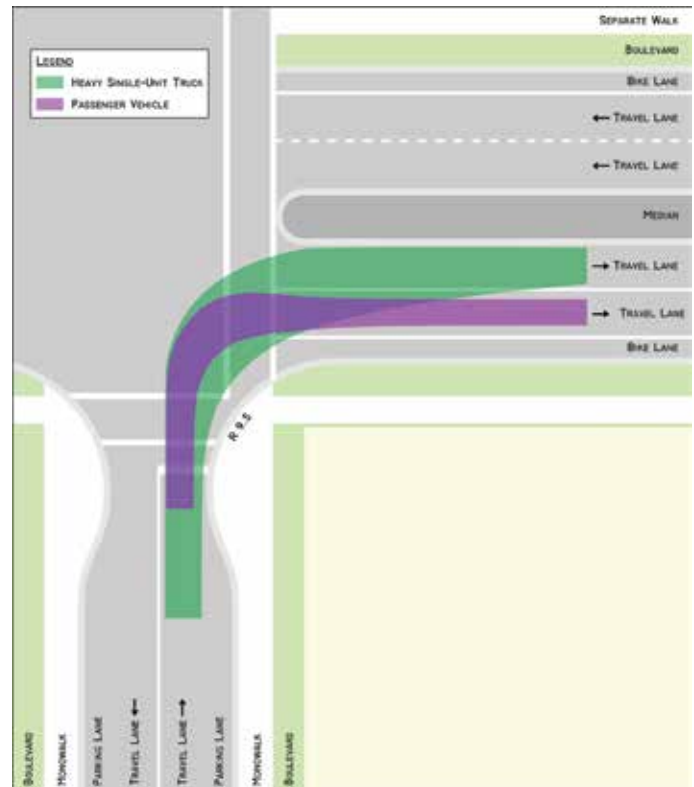 SEPARATE WALK
LEGEND
BOULEVARD
HEAVY SINGLE-UNIT TRUCK
BIKE LANE
PASSENGER VEHICLE
← TRAVEL LANE
← TRAVEL LANE
MEDIAN
→ TRAVEL LANE
→ TRAVEL LANE
BIKE LANE
R 9.5
BOULEVARD
MONOWALK
PARKING LANE
TRAVEL LANE ←
TRAVEL LANE →
PARKING LANE
MONOWALK
BOULEVARD